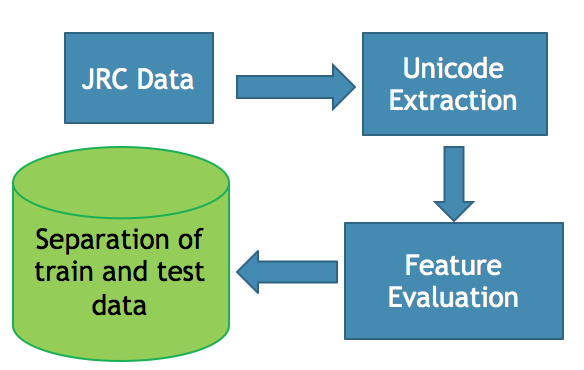 JRC Data
Unicode
Extraction
Feature
Evaluation
Separation of
train and test
data